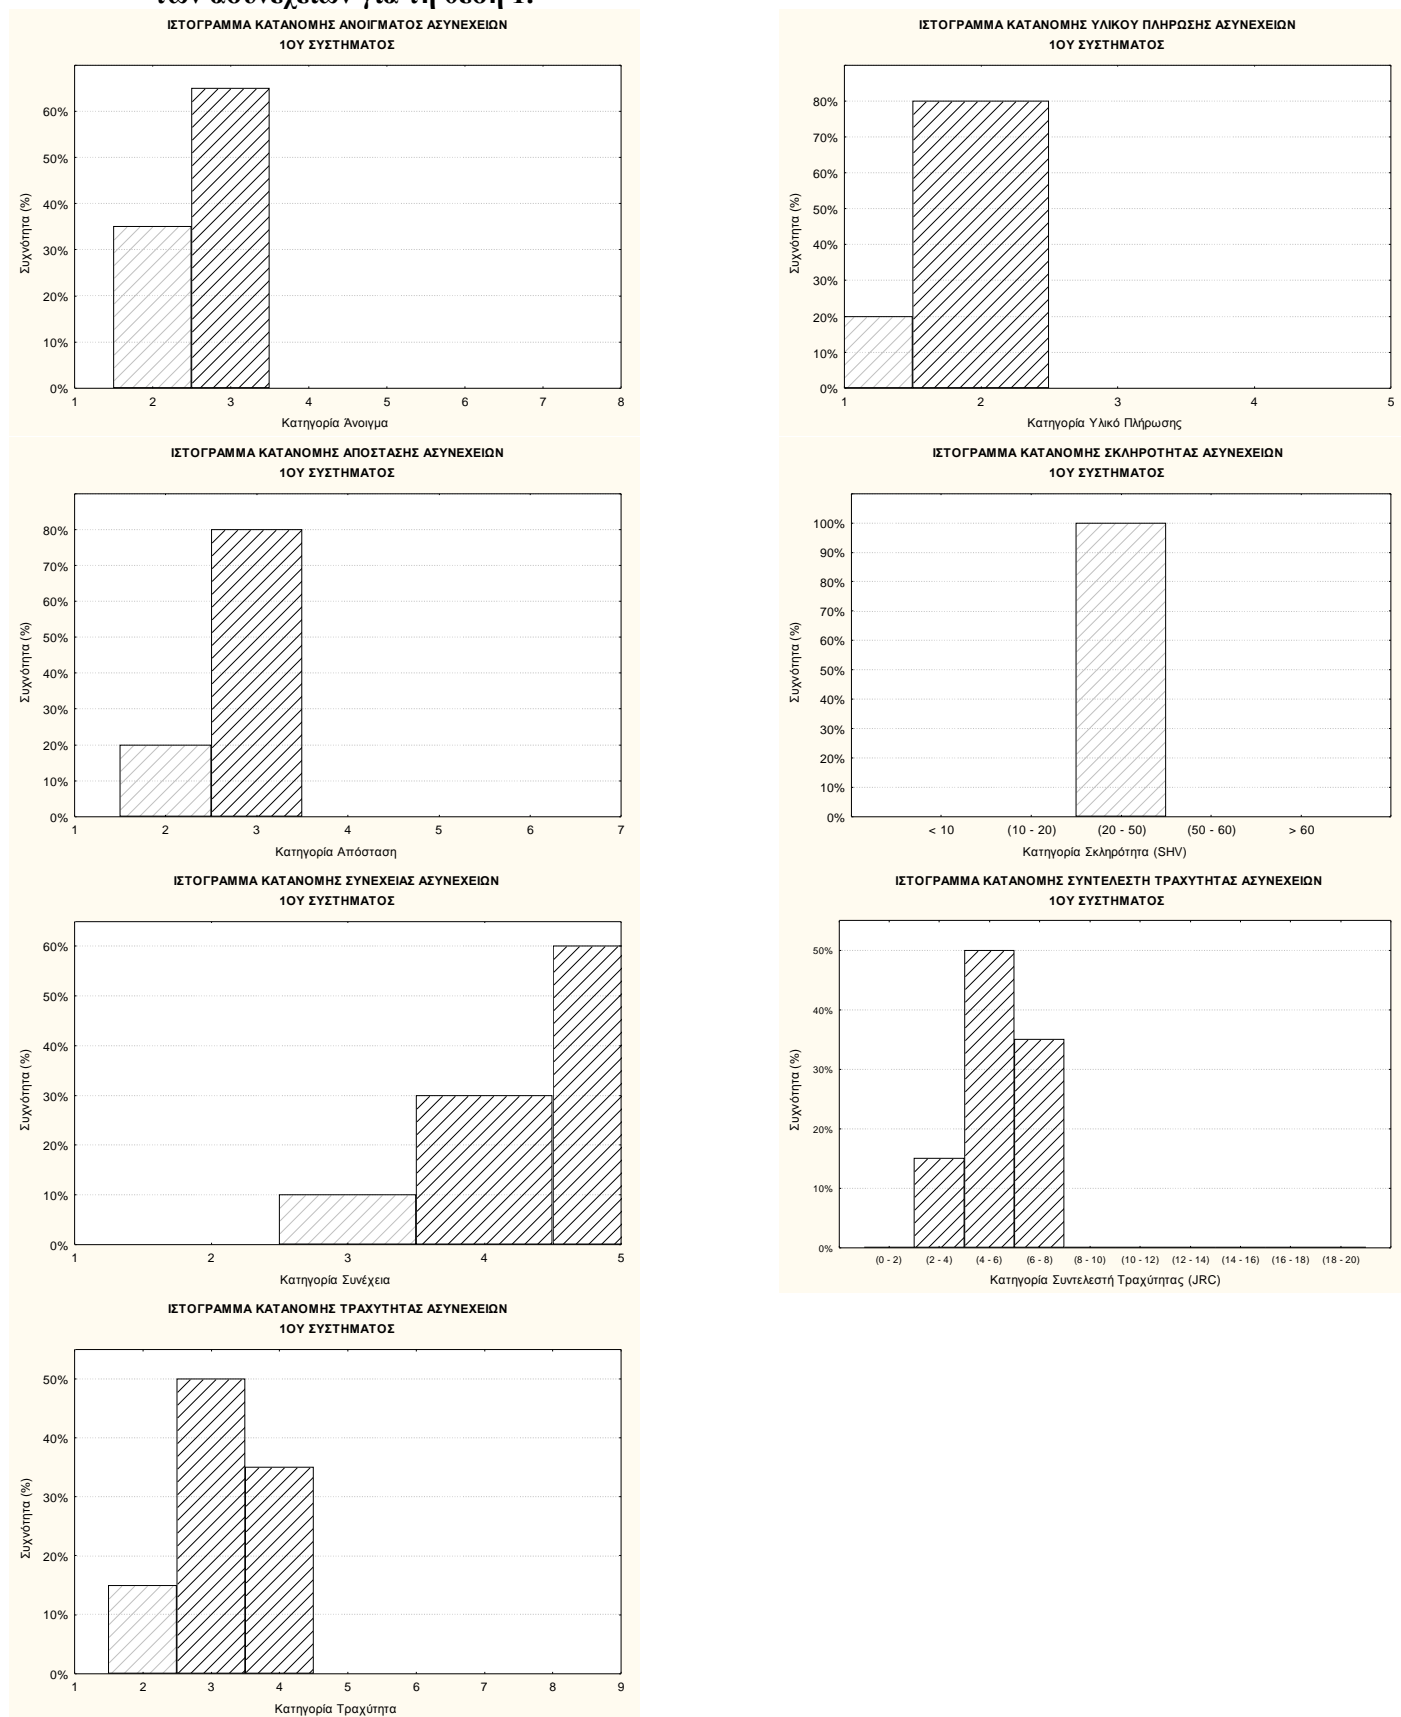 των ασυνεχειών για τη θέση 1.
ΙΣΤΟΓΡΑΜΜΑ ΚΑΤΑΝΟΜΗΣ ΑΝΟΙΓΜΑΤΟΣ ΑΣΥΝΕΧΕΙΩΝ
1ΟΥ ΣΥΣΤΗΜΑΤΟΣ
60%
50%
40%
30%
20%
10%
0%
Συχνότητα (%)
1 2 3 4 5 6 7 8
Κατηγορία Άνοιγμα
ΙΣΤΟΓΡΑΜΜΑ ΚΑΤΑΝΟΜΗΣ ΥΛΙΚΟΥ ΠΛΗΡΩΣΗΣ ΑΣΥΝΕΧΕΙΩΝ
1ΟΥ ΣΥΣΤΗΜΑΤΟΣ
80%
70%
60%
50%
40%
30%
20%
10%
0%
Συχνότητα (%)
1 2 3 4 5
Κατηγορία Υλικό Πλήρωσης
ΙΣΤΟΓΡΑΜΜΑ ΚΑΤΑΝΟΜΗΣ ΑΠΟΣΤΑΣΗΣ ΑΣΥΝΕΧΕΙΩΝ
1ΟΥ ΣΥΣΤΗΜΑΤΟΣ
80%
70%
60%
50%
40%
30%
20%
10%
0%
Συχνότητα (%)
1 2 3 4 5 6 7
Κατηγορία Απόσταση
ΙΣΤΟΓΡΑΜΜΑ ΚΑΤΑΝΟΜΗΣ ΣΚΛΗΡΟΤΗΤΑΣ ΑΣΥΝΕΧΕΙΩΝ
1ΟΥ ΣΥΣΤΗΜΑΤΟΣ
100%
90%
80%
70%
60%
50%
40%
30%
20%
10%
0%
Συχνότητα (%)
< 10 (10 - 20) (20 - 50) (50 - 60) > 60
Κατηγορία Σκληρότητα (SHV)
ΙΣΤΟΓΡΑΜΜΑ ΚΑΤΑΝΟΜΗΣ ΣΥΝΕΧΕΙΑΣ ΑΣΥΝΕΧΕΙΩΝ
1ΟΥ ΣΥΣΤΗΜΑΤΟΣ
60%
50%
40%
30%
20%
10%
0%
Συχνότητα (%)
1 2 3 4 5
Κατηγορία Συνέχεια
ΙΣΤΟΓΡΑΜΜΑ ΚΑΤΑΝΟΜΗΣ ΣΥΝΤΕΛΕΣΤΗ ΤΡΑΧΥΤΗΤΑΣ ΑΣΥΝΕΧΕΙΩΝ
1ΟΥ ΣΥΣΤΗΜΑΤΟΣ
50%
40%
30%
20%
10%
0%
Συχνότητα (%)
(0 - 2) (2 - 4) (4 - 6) (6 - 8) (8 - 10) (10 - 12) (12 - 14) (14 - 16) (16 - 18) (18 - 20)
Κατηγορία Συντελεστή Τραχύτητας (JRC)
ΙΣΤΟΓΡΑΜΜΑ ΚΑΤΑΝΟΜΗΣ ΤΡΑΧΥΤΗΤΑΣ ΑΣΥΝΕΧΕΙΩΝ
1ΟΥ ΣΥΣΤΗΜΑΤΟΣ
50%
40%
30%
20%
10%
0%
Συχνότητα (%)
1 2 3 4 5 6 7 8 9
Κατηγορία Τραχύτητα